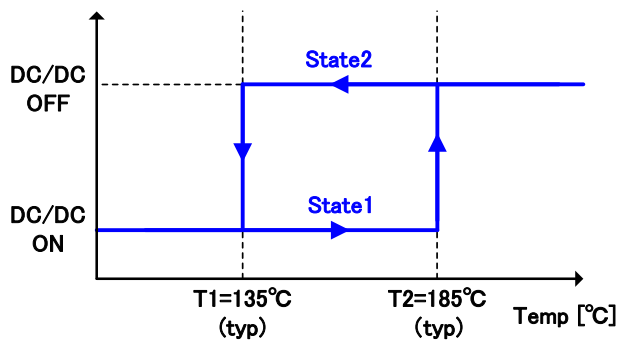 State2
DC/DC
OFF
State1
DC/DC
ON
T1=135℃
(typ)
T2=185℃
(typ)
Temp [℃]